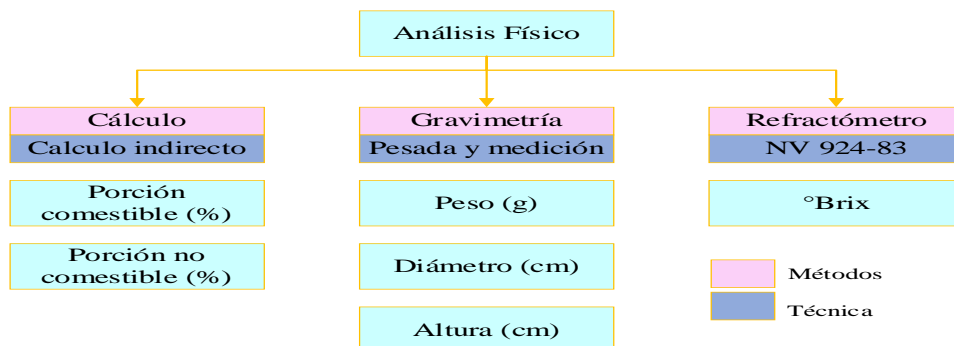 Análisis Físico
Cálculo
Calculo indirecto
Porción
comestible (%)
Porción no
comestible (%)
Gravimetría
Pesada y medición
Peso (g)
Diámetro (cm)
Altura (cm)
Refractómetro
NV 924-83
°Brix
Métodos
Técnica